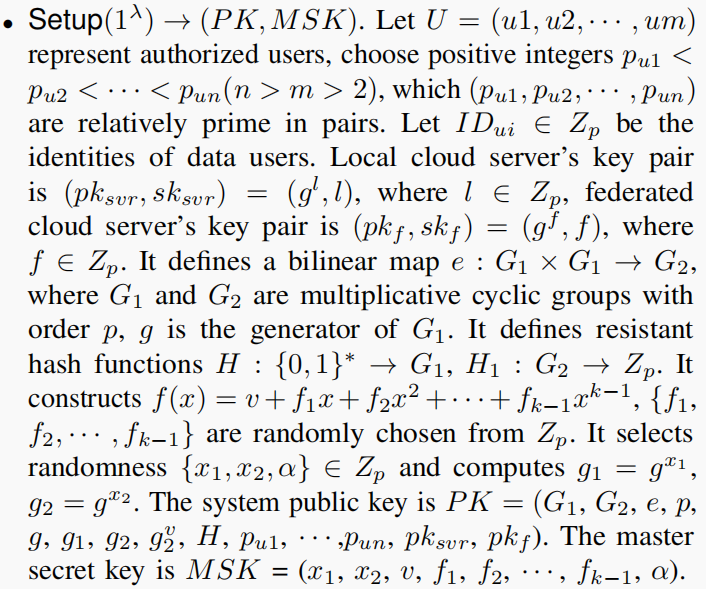 • Setup(1^λ) → (PK, MSK). Let U = (u1, u2, ⋯ , um)
represent authorized users, choose positive integers p_{u1} <
p_{u2} < ⋯ < p_{un}(n > m > 2), which (p_{u1}, p_{u2}, ⋯ , p_{un})
are relatively prime in pairs. Let ID_{ui} ∈ Z_p be the
identities of data users. Local cloud server's key pair
is (pk_{svr}, sk_{svr}) = (g^l, l), where l ∈ Z_p, federated
cloud server's key pair is (pk_f, sk_f) = (g^f, f), where
f ∈ Z_p. It defines a bilinear map e : G_1 × G_1 → G_2,
where G_1 and G_2 are multiplicative cyclic groups with
order p, g is the generator of G_1. It defines resistant
hash functions H : {0, 1}^* → G_1, H_1 : G_2 → Z_p. It
constructs f(x) = v + f_1x + f_2x^2 + ⋯ + f_{k−1}x^{k−1}, {f_1,
f_2, ⋯ , f_{k−1}} are randomly chosen from Z_p. It selects
randomness {x_1, x_2, α} ∈ Z_p and computes g_1 = g^{x_1},
g_2 = g^{x_2}. The system public key is PK = (G_1, G_2, e, p,
g, g_1, g_2, g_2^v, H, p_{u1}, ⋯ ,p_{un}, pk_{svr}, pk_f). The master
secret key is MSK = (x_1, x_2, v, f_1, f_2, ⋯, f_{k−1}, α).